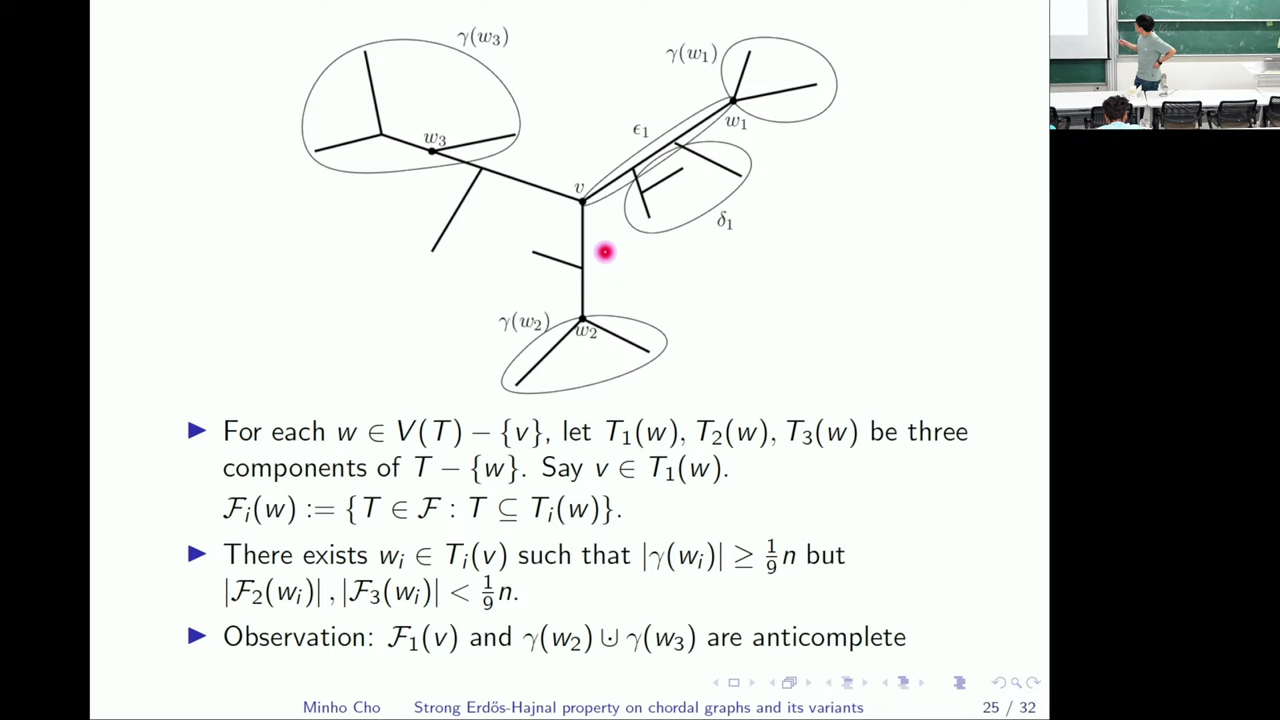 γ(w₃)
γ(w₁)
ϵ₁
w₁
w₃
v
δ₁
γ(w₂)
w₂
▶ For each w ∈ V(T) − {v}, let T₁(w), T₂(w), T₃(w) be three
components of T − {w}. Say v ∈ T₁(w).
ℱᵢ(w) := {T ∈ ℱ : T ⊆ Tᵢ(w)}.
▶ There exists wᵢ ∈ Tᵢ(v) such that |γ(wᵢ)| ≥ 1/9 n but
|ℱ₂(wᵢ)|, |ℱ₃(wᵢ)| < 1/9 n.
▶ Observation: ℱ₁(v) and γ(w₂) ⊍ γ(w₃) are anticomplete
Minho Cho Strong Erdős-Hajnal property on chordal graphs and its variants 25 / 32